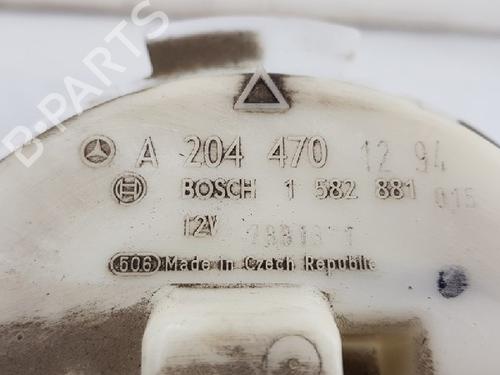 A 204 470 12 94
BOSCH 1 582 881 015
12V
506 Made in Czech Republic
B-PARTS